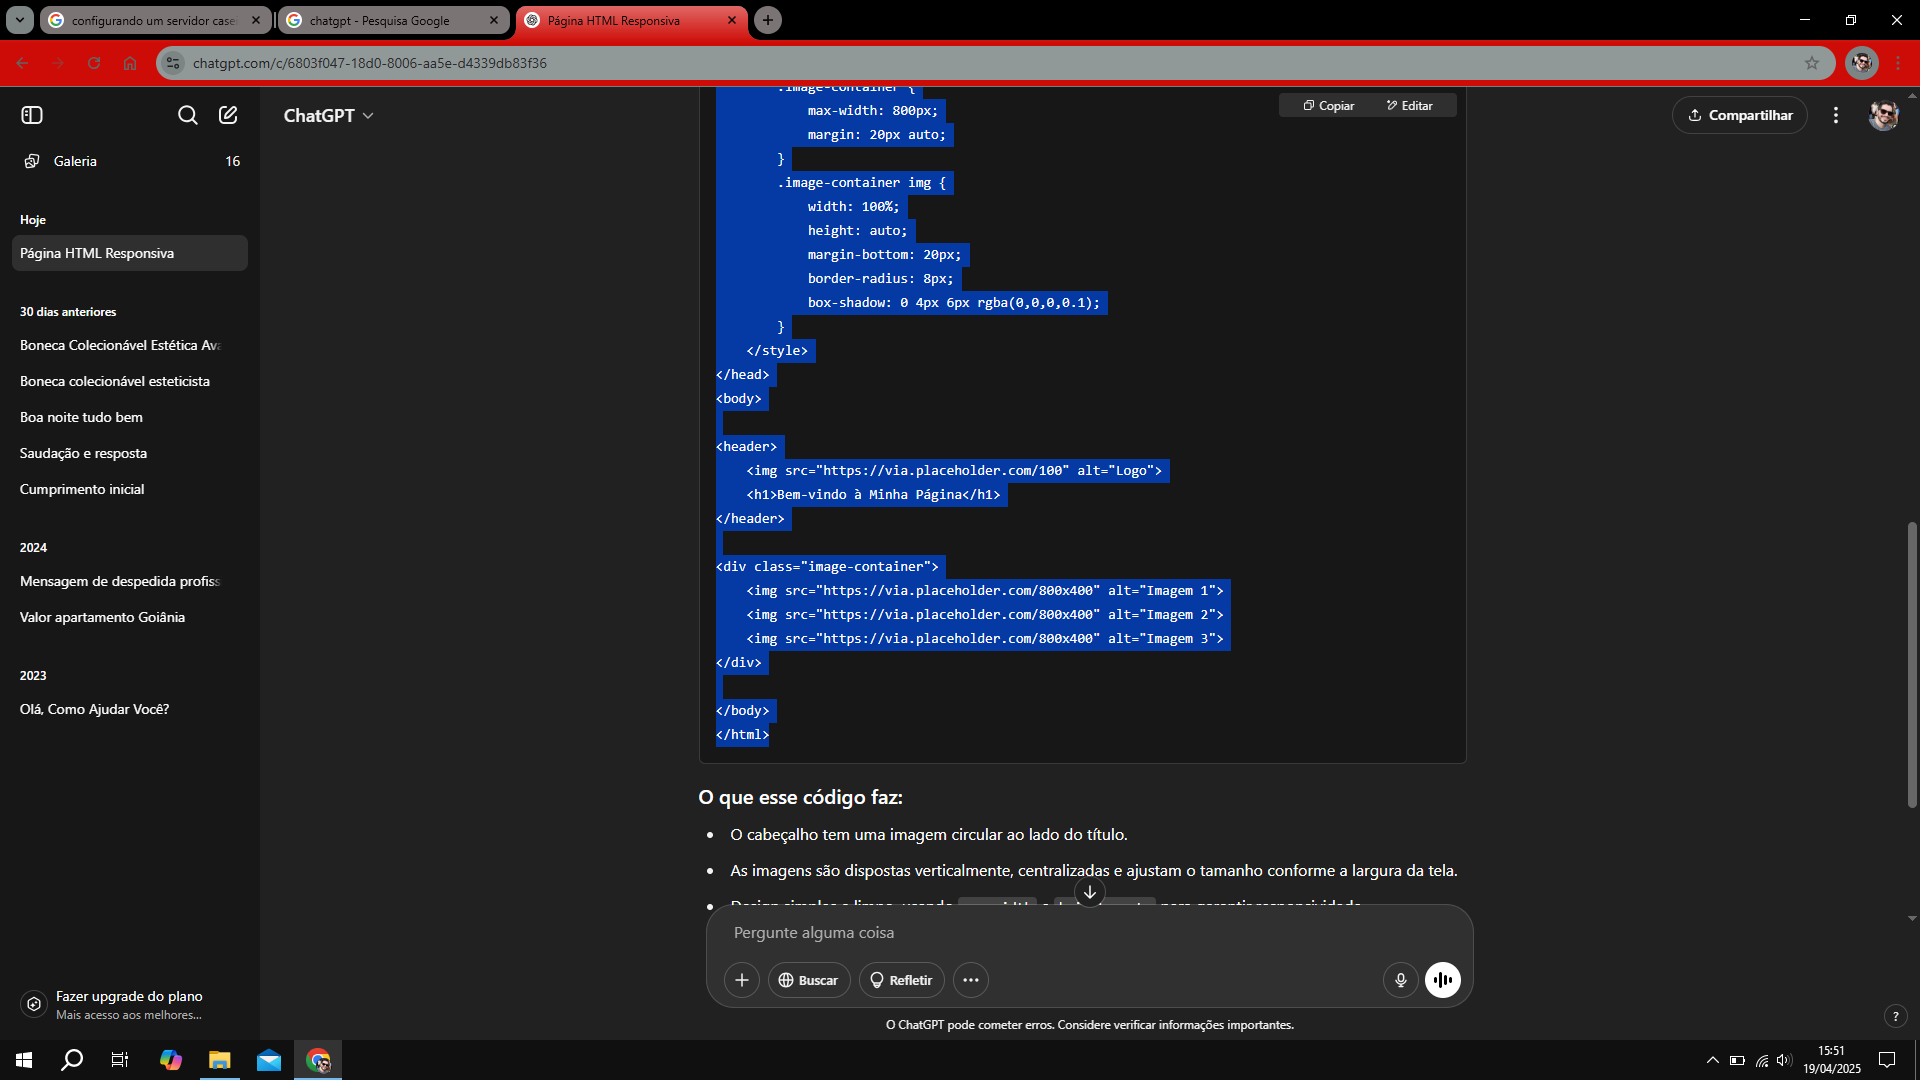 configurando um servidor casei
chatgpt - Pesquisa Google
Página HTML Responsiva
chatgpt.com/c/6803f047-18d0-8006-aa5e-d4339db83f36
ChatGPT
Compartilhar
Galeria
16
Hoje
Página HTML Responsiva
30 dias anteriores
Boneca Colecionável Estética Ava
Boneca colecionável esteticista
Boa noite tudo bem
Saudação e resposta
Cumprimento inicial
2024
Mensagem de despedida profiss
Valor apartamento Goiânia
2023
Olá, Como Ajudar Você?
Fazer upgrade do plano
Mais acesso aos melhores...
Copiar
Editar
.image-container {
max-width: 800px;
margin: 20px auto;
}
.image-container img {
width: 100%;
height: auto;
margin-bottom: 20px;
border-radius: 8px;
box-shadow: 0 4px 6px rgba(0,0,0,0.1);
}
</style>
</head>
<body>
<header>
<img src="https://via.placeholder.com/100" alt="Logo">
<h1>Bem-vindo à Minha Página</h1>
</header>
<div class="image-container">
<img src="https://via.placeholder.com/800x400" alt="Imagem 1">
<img src="https://via.placeholder.com/800x400" alt="Imagem 2">
<img src="https://via.placeholder.com/800x400" alt="Imagem 3">
</div>
</body>
</html>
O que esse código faz:
• O cabeçalho tem uma imagem circular ao lado do título.
• As imagens são dispostas verticalmente, centralizadas e ajustam o tamanho conforme a largura da tela.
Pergunte alguma coisa
Buscar
Refletir
O ChatGPT pode cometer erros. Considere verificar informações importantes.
?
15:51
19/04/2025